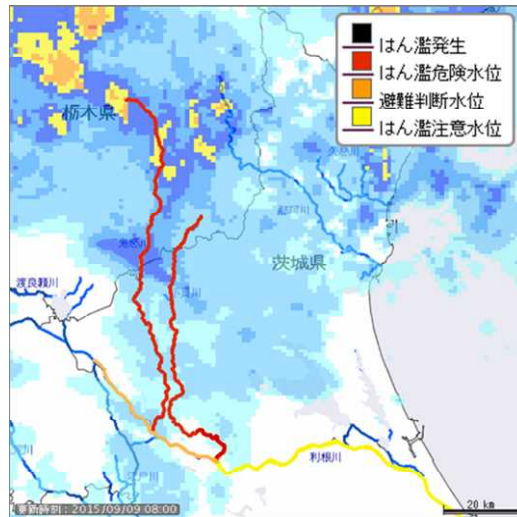 はん濫発生
はん濫危険水位
避難判断水位
はん濫注意水位
栃木県
茨城県
渡良瀬川
利根川
更新時刻：2015/09/09 08:00
20 km